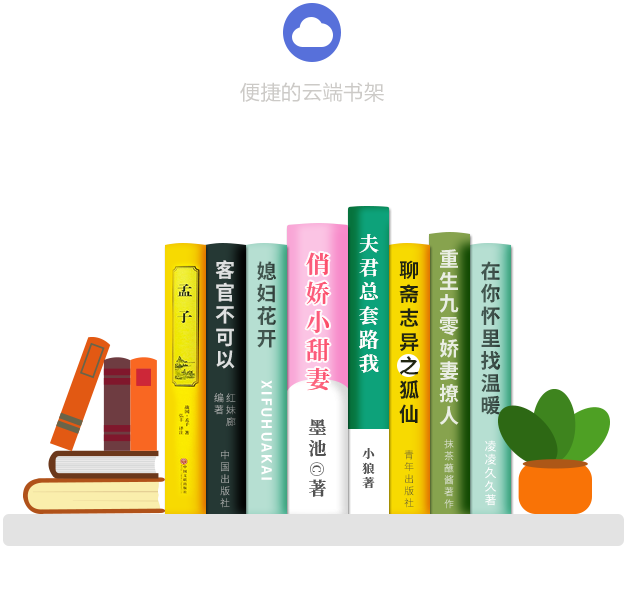 便捷的云端书架
孟子
客官不可以
红妹廊
编著
中国出版社
媳妇花开
XIFUHUAKAI
俏娇小甜妻
墨池©著
夫君总套路我
小狼著
聊斋志异之狐仙
青年出版社
重生九零娇妻撩人
抹茶蘸酱著作
在你怀里找温暖
凌凌久久著